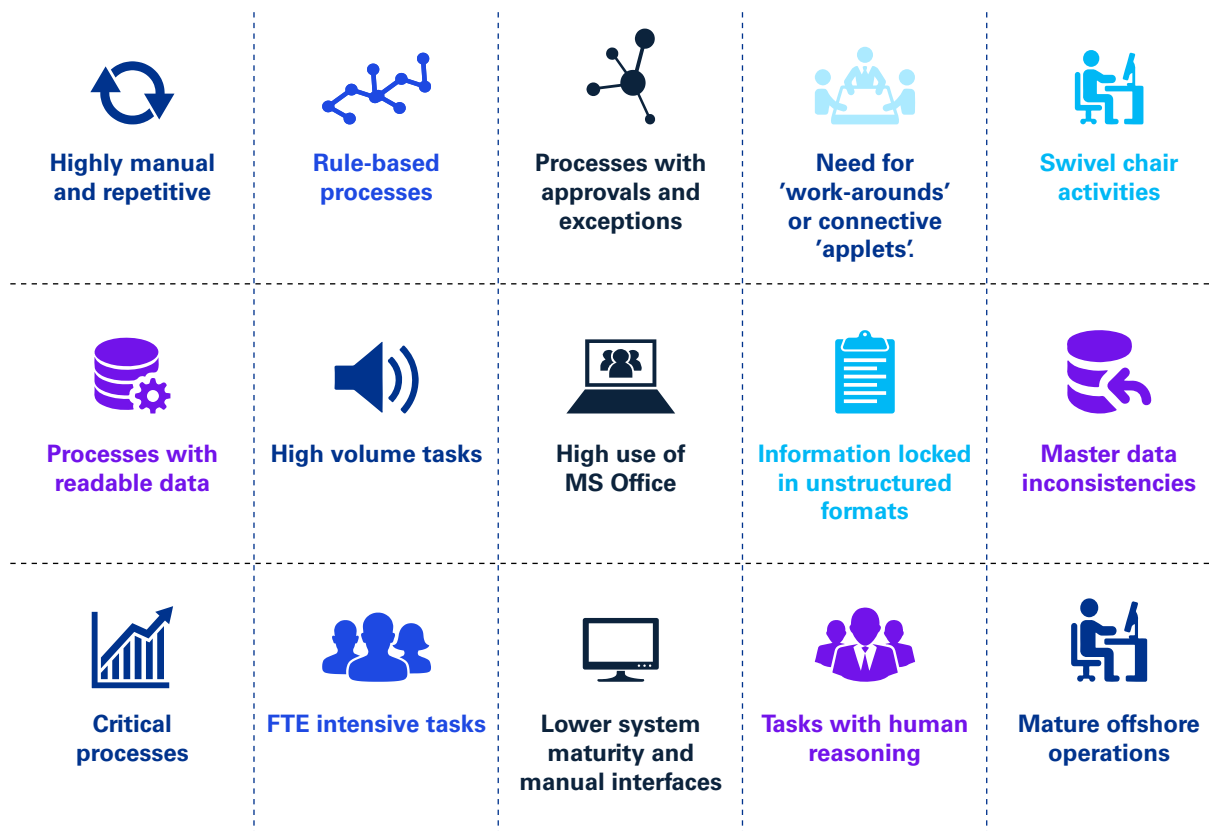 Highly manual
and repetitive
Rule-based
processes
Processes with
approvals and
exceptions
Need for
'work-arounds'
or connective
'applets'.
Swivel chair
activities
Processes with
readable data
High volume tasks
High use of
MS Office
Information locked
in unstructured
formats
Master data
inconsistencies
Critical
processes
FTE intensive tasks
Lower system
maturity and
manual interfaces
Tasks with human
reasoning
Mature offshore
operations